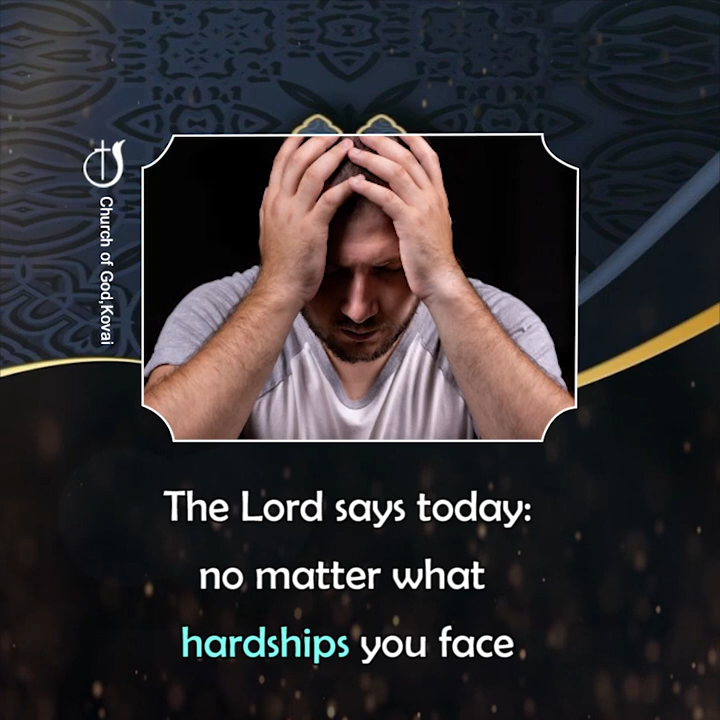 Church of God,Kovai
The Lord says today:
no matter what
hardships you face